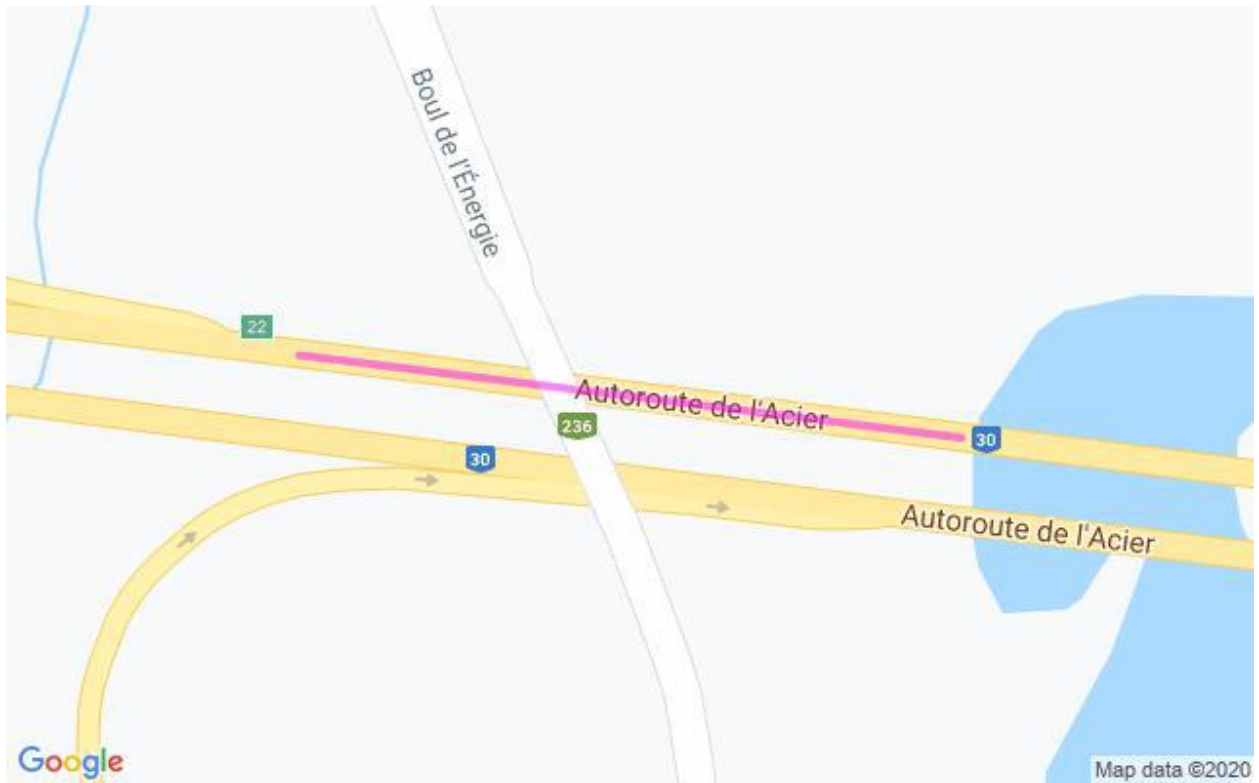 Boul de l'Énergie
22
Autoroute de l'Acier
236
30
30
Autoroute de l'Acier
Google
Map data ©2020